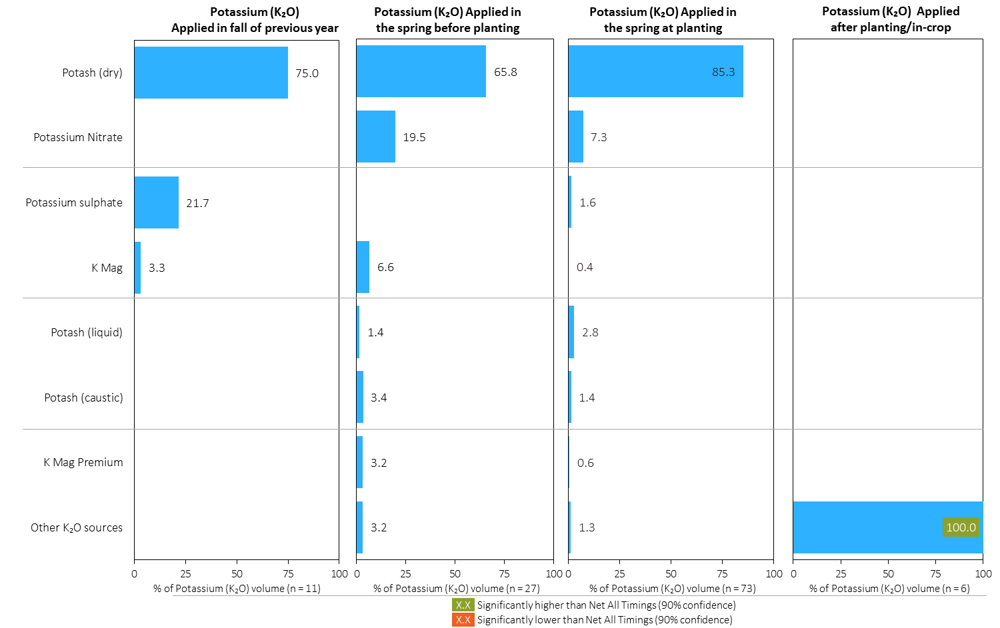 Potassium (K₂O)
Applied in fall of previous year
Potassium (K₂O) Applied in
the spring before planting
Potassium (K₂O) Applied in
the spring at planting
Potassium (K₂O) Applied
after planting/in-crop
Potash (dry)
75.0
65.8
85.3
Potassium Nitrate
19.5
7.3
Potassium sulphate
21.7
1.6
K Mag
3.3
6.6
0.4
Potash (liquid)
1.4
2.8
Potash (caustic)
3.4
1.4
K Mag Premium
3.2
0.6
Other K₂O sources
3.2
1.3
100.0
0 25 50 75 100
0 25 50 75 100
0 25 50 75 100
0 25 50 75 100
% of Potassium (K₂O) volume (n = 11)
% of Potassium (K₂O) volume (n = 27)
% of Potassium (K₂O) volume (n = 73)
% of Potassium (K₂O) volume (n = 6)
X.X Significantly higher than Net All Timings (90% confidence)
X.X Significantly lower than Net All Timings (90% confidence)